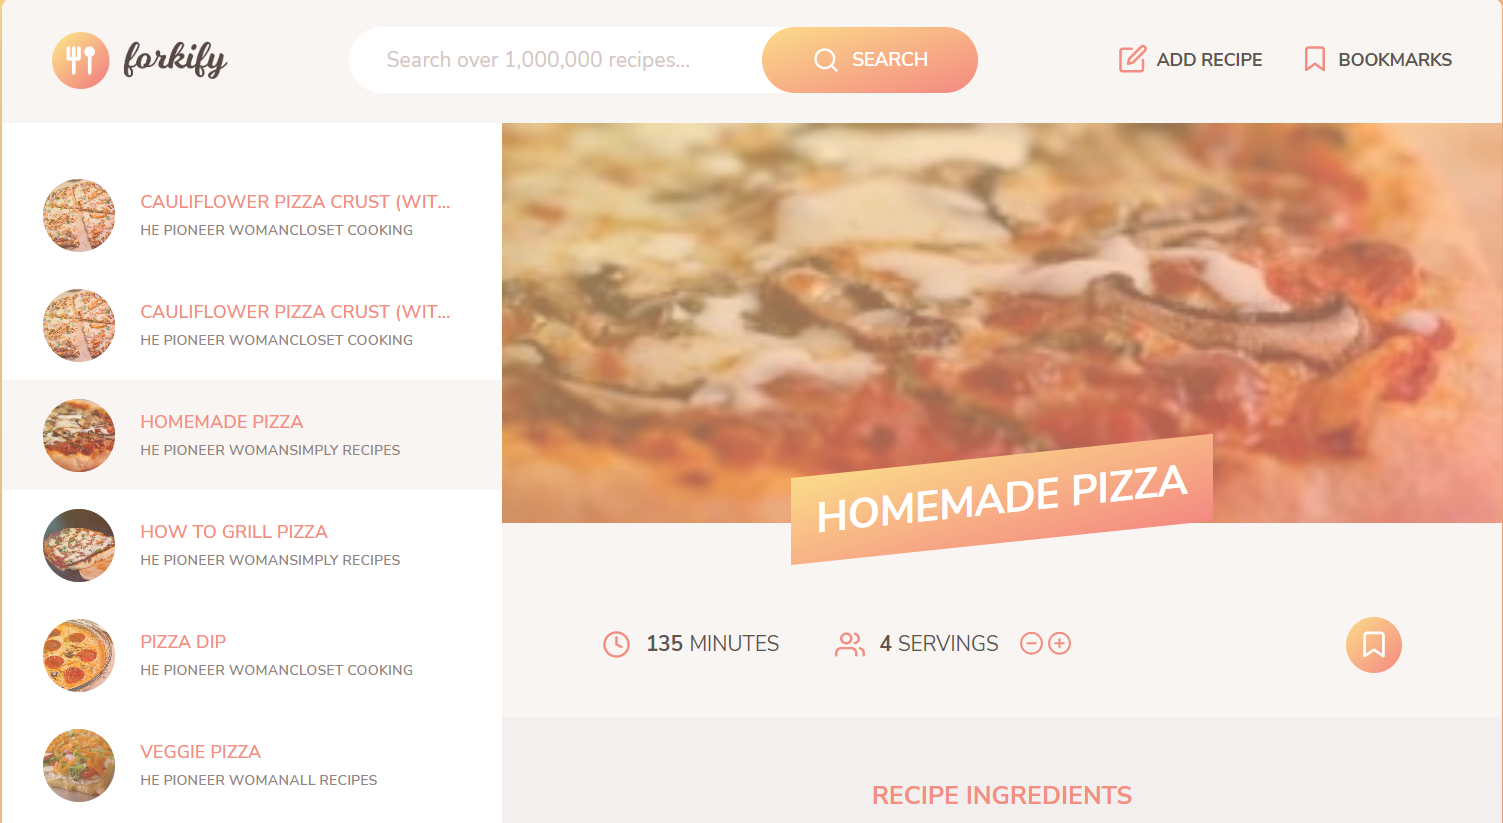 forkify
Search over 1,000,000 recipes...
SEARCH
ADD RECIPE
BOOKMARKS
CAULIFLOWER PIZZA CRUST (WIT...
HE PIONEER WOMANCLOSET COOKING
CAULIFLOWER PIZZA CRUST (WIT...
HE PIONEER WOMANCLOSET COOKING
HOMEMADE PIZZA
HE PIONEER WOMANSIMPLY RECIPES
HOW TO GRILL PIZZA
HE PIONEER WOMANSIMPLY RECIPES
PIZZA DIP
HE PIONEER WOMANCLOSET COOKING
VEGGIE PIZZA
HE PIONEER WOMANALL RECIPES
HOMEMADE PIZZA
135 MINUTES
4 SERVINGS
RECIPE INGREDIENTS